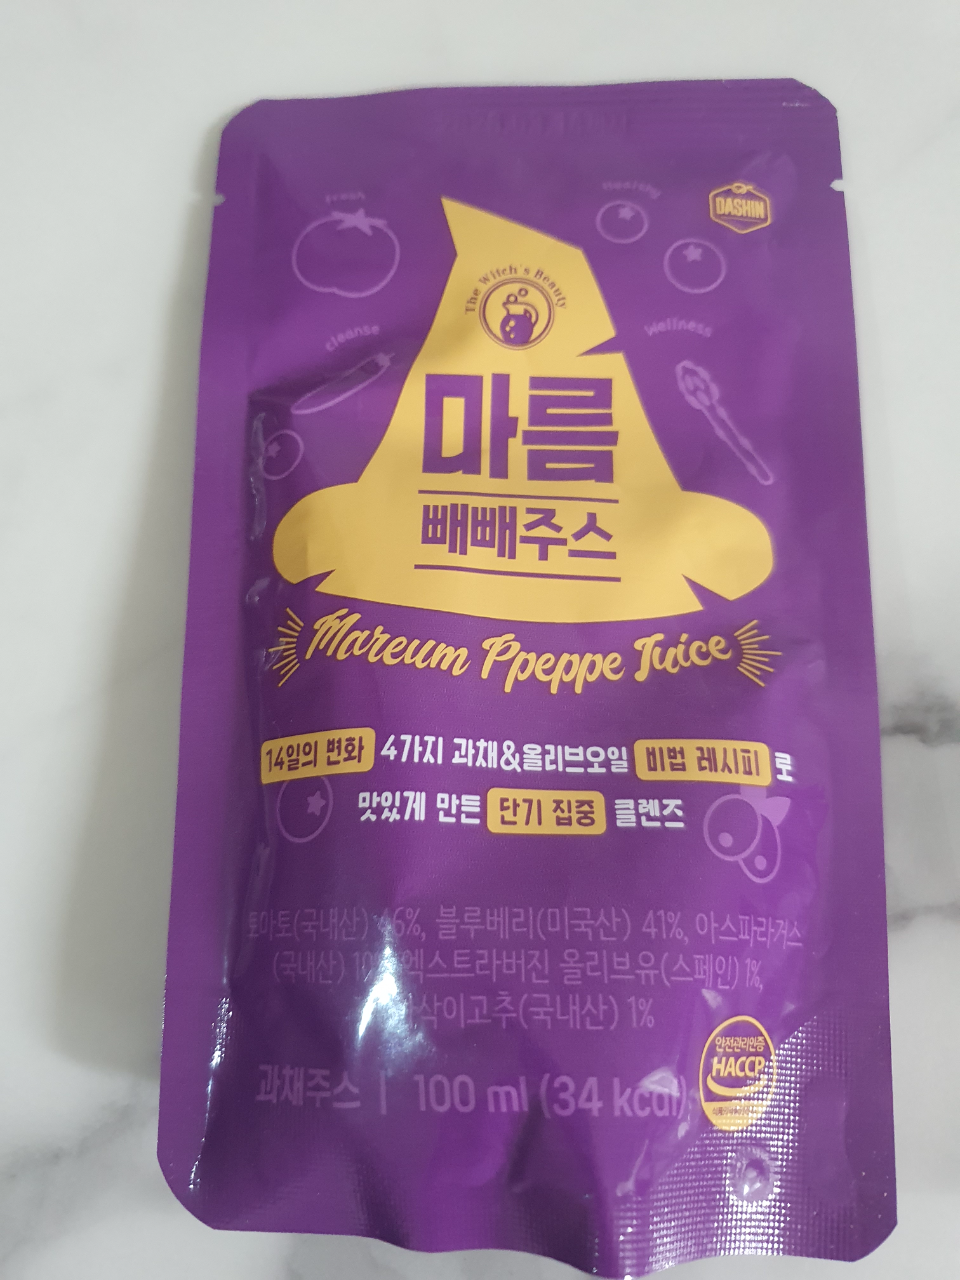 Fresh
Healthy
DASHIN
The Witch's Beauty
cleanse
Wellness
마름
빼빼주스
Mareum Ppeppe Juice
14일의 변화 4가지 과채&올리브오일 비법 레시피로
맛있게 만든 단기 집중 클렌즈
토마토(국내산) 블루베리(미국산) 41%, 아스파라거스
(국내산) 엑스트라버진 올리브유(스페인) 1%,
아삭이고추(국내산) 1%
과채주스 | 100 ml (34 kcal)
안전관리인증
HACCP